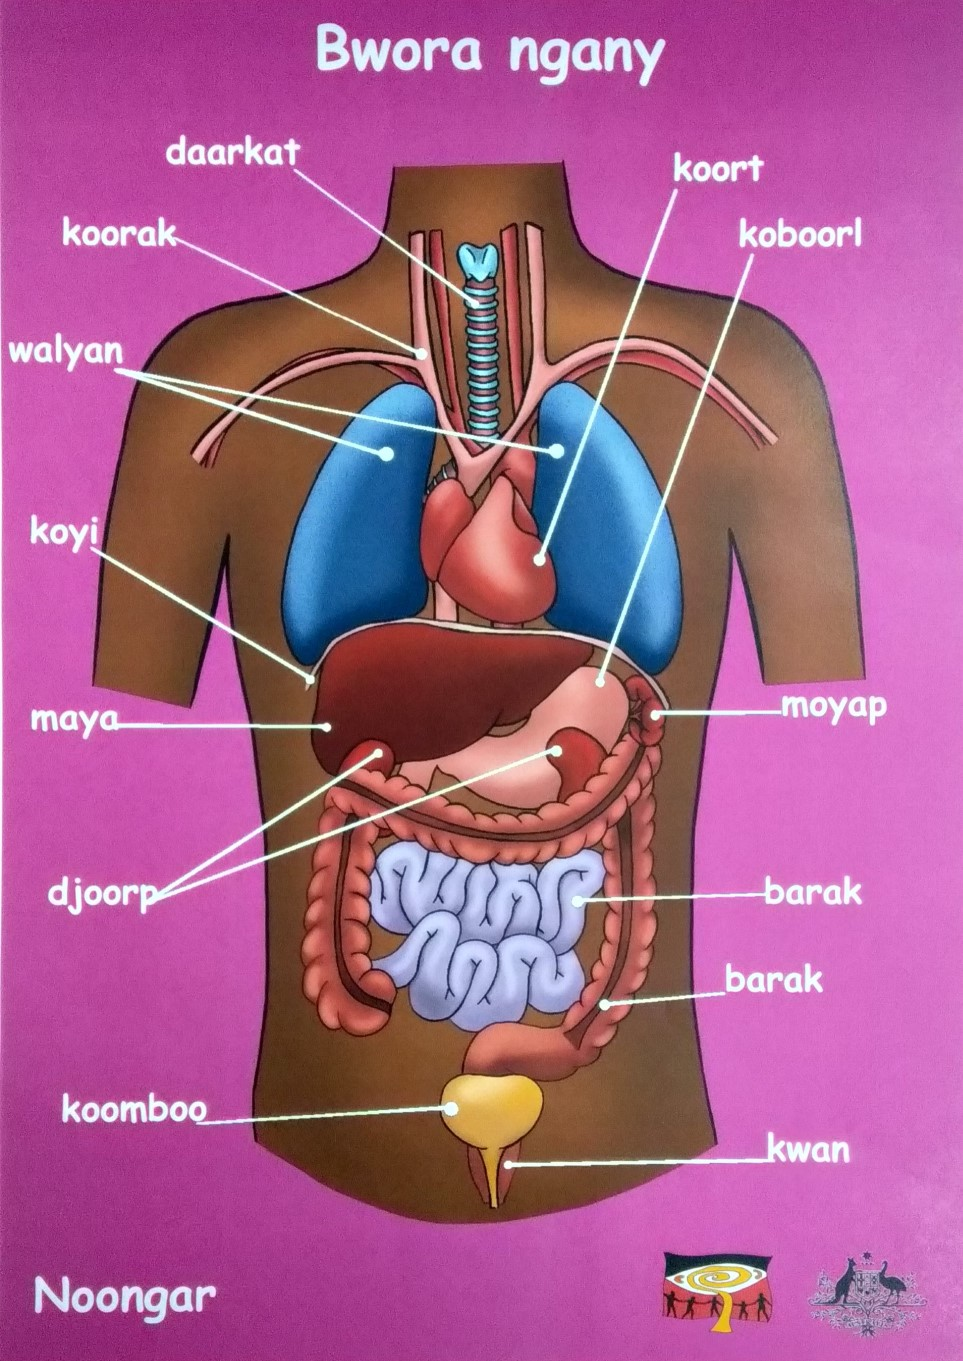 Bwora ngany
daarkat
koort
koorak
koboorl
walyan
koyi
maya
moyap
djoorp
barak
barak
koomboo
kwan
Noongar